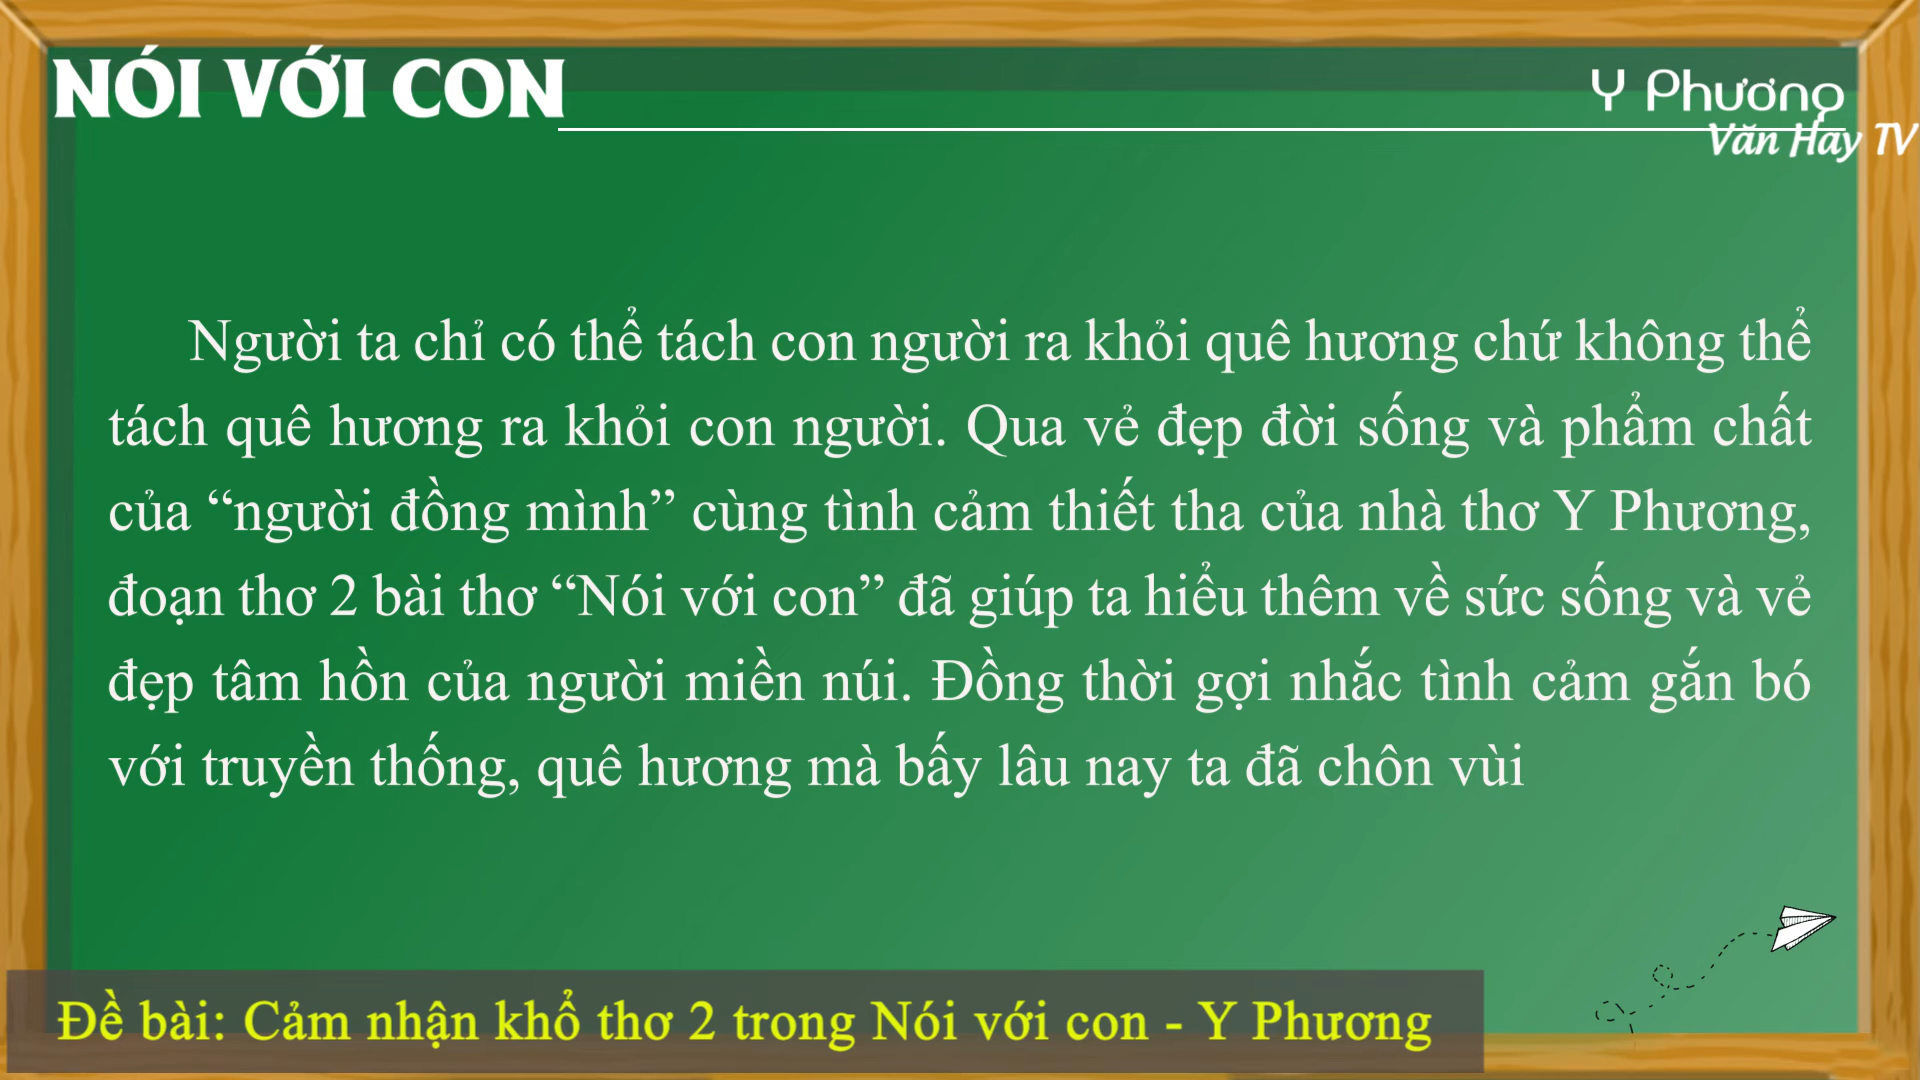 NÓI VỚI CON
Y Phương
Văn Hay TV
Người ta chỉ có thể tách con người ra khỏi quê hương chứ không thể
tách quê hương ra khỏi con người. Qua vẻ đẹp đời sống và phẩm chất
của “người đồng mình” cùng tình cảm thiết tha của nhà thơ Y Phương,
đoạn thơ 2 bài thơ “Nói với con” đã giúp ta hiểu thêm về sức sống và vẻ
đẹp tâm hồn của người miền núi. Đồng thời gợi nhắc tình cảm gắn bó
với truyền thống, quê hương mà bấy lâu nay ta đã chôn vùi
Đề bài: Cảm nhận khổ thơ 2 trong Nói với con - Y Phương